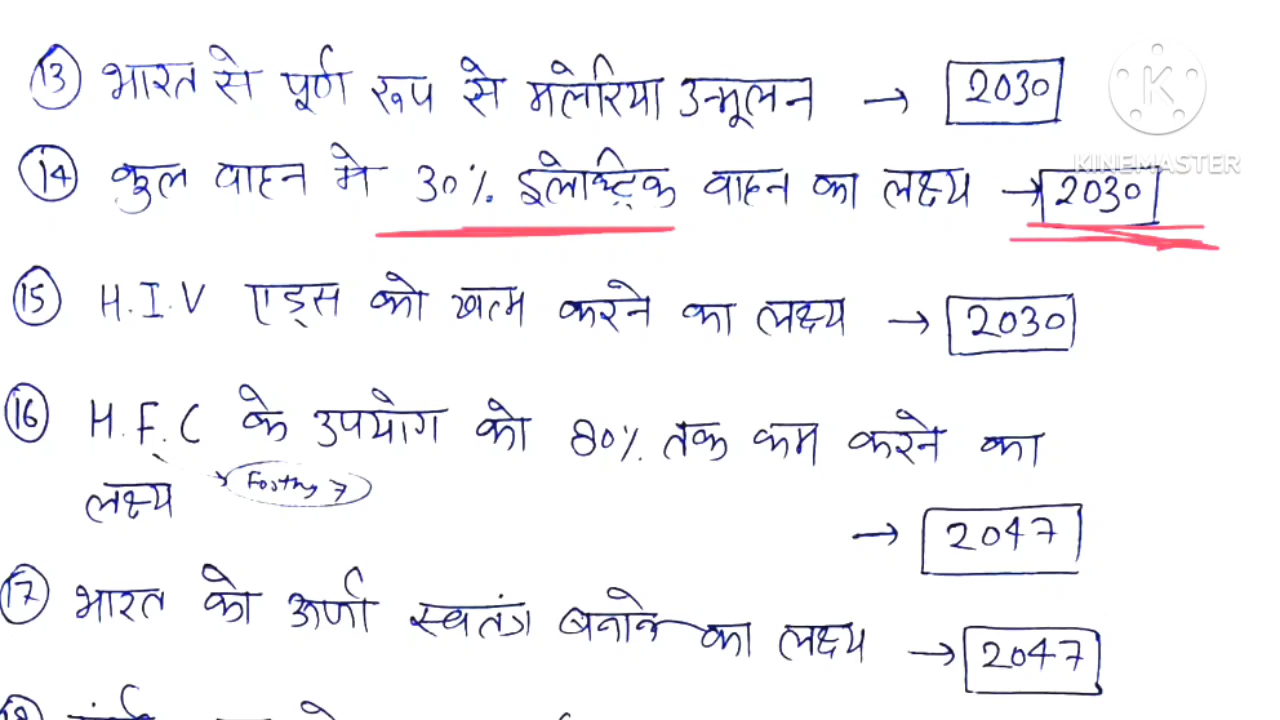 13 भारत से पूर्ण रूप से मलेरिया उन्मूलन → 2030
KINEMASTER
14 कुल वाहन मे 30% इलेक्ट्रिक वाहन का लक्ष्य → 2030
15 H.I.V एड्स को खत्म करने का लक्ष्य → 2030
16 H.F.C के उपयोग को 80% तक कम करने का
लक्ष्य
→ 2047
17 भारत को ऊर्जा स्वतंत्र बनाने का लक्ष्य → 2047